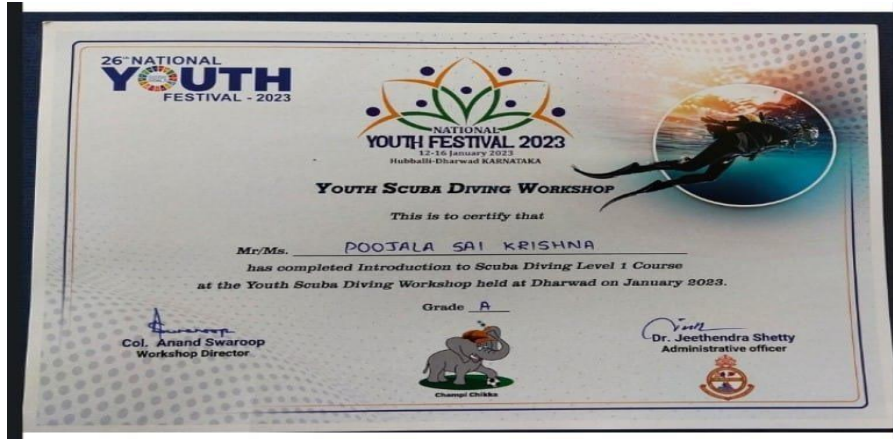 26th NATIONAL
YOUTH
FESTIVAL - 2023
NATIONAL
YOUTH FESTIVAL 2023
12-16 January 2023
Hubballi-Dharwad KARNATAKA
YOUTH SCUBA DIVING WORKSHOP
This is to certify that
Mr/Ms. POOJALA SAI KRISHNA
has completed Introduction to Scuba Diving Level 1 Course
at the Youth Scuba Diving Workshop held at Dharwad on January 2023.
Grade A
Col. Anand Swaroop
Workshop Director
Dr. Jeethendra Shetty
Administrative officer
Champi Chikka